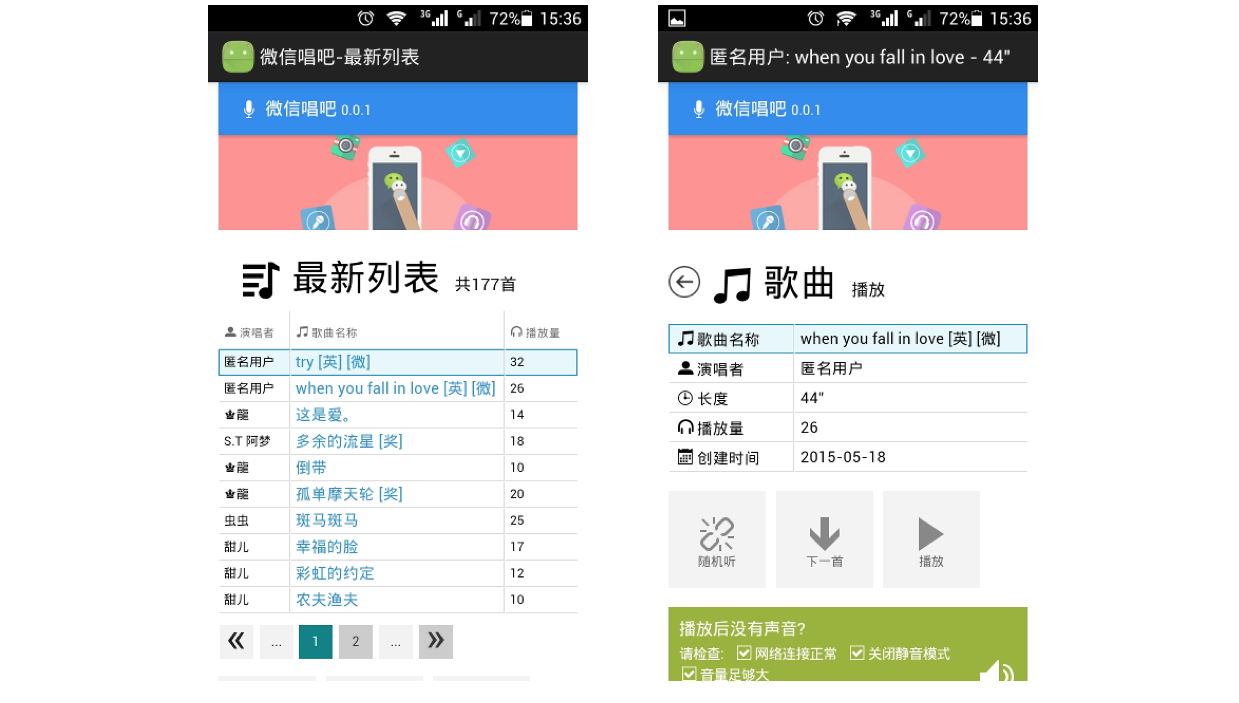 3G G 72% 15:36
微信唱吧-最新列表
微信唱吧 0.0.1
最新列表 共177首
演唱者 歌曲名称 播放量
匿名用户 try [英] [微] 32
匿名用户 when you fall in love [英] [微] 26
龍 这是爱。 14
S.T 阿梦 多余的流星 [奖] 18
龍 倒带 10
龍 孤单摩天轮 [奖] 20
虫虫 斑马斑马 25
甜儿 幸福的脸 17
甜儿 彩虹的约定 12
甜儿 农夫渔夫 10
« ... 1 2 ... »
3G G 72% 15:36
匿名用户: when you fall in love - 44"
微信唱吧 0.0.1
歌曲 播放
歌曲名称 when you fall in love [英] [微]
演唱者 匿名用户
长度 44"
播放量 26
创建时间 2015-05-18
随机听 下一首 播放
播放后没有声音?
请检查: 网络连接正常 关闭静音模式
音量足够大